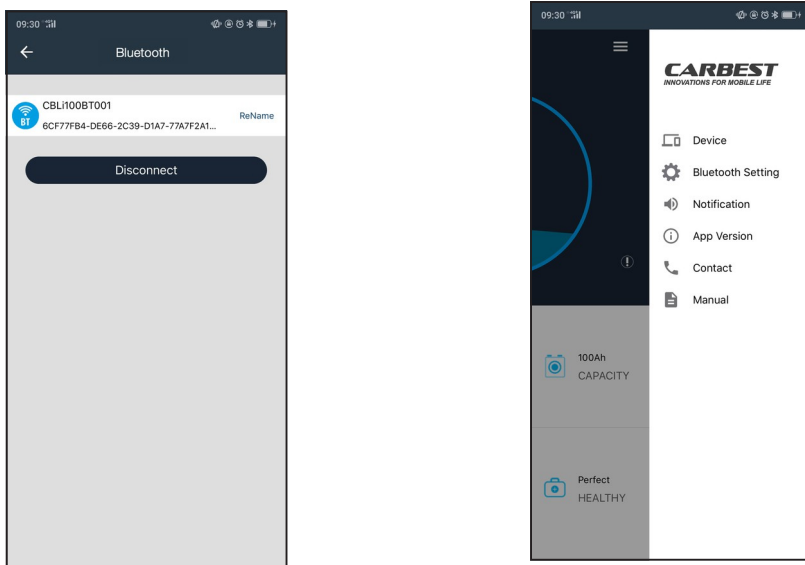 09:30
Bluetooth
CBLi100BT001
6CF77FB4-DE66-2C39-D1A7-77A7F2A1...
ReName
BT
Disconnect
09:30
CARBEST
INNOVATIONS FOR MOBILE LIFE
Device
Bluetooth Setting
Notification
App Version
Contact
Manual
100Ah
CAPACITY
Perfect
HEALTHY